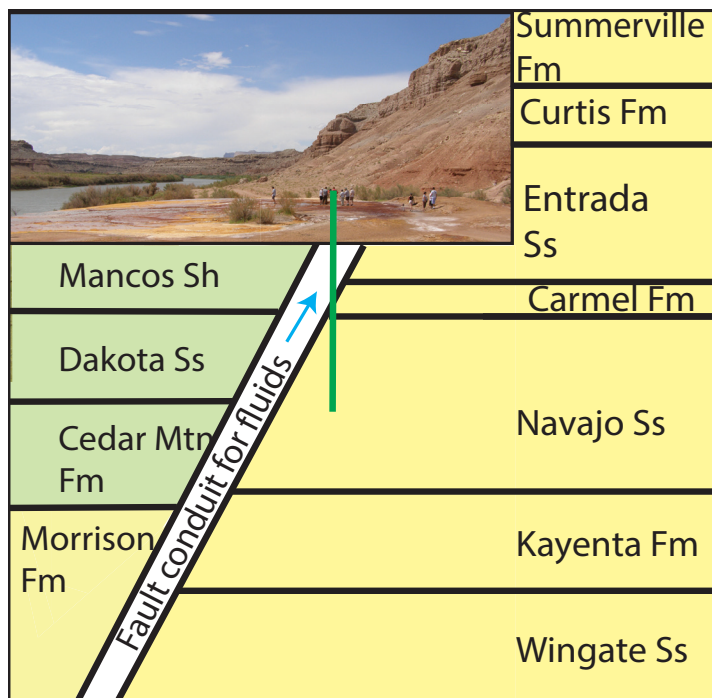 Summerville
Fm
Curtis Fm
Entrada
Ss
Carmel Fm
Mancos Sh
Dakota Ss
Cedar Mtn
Fm
Morrison
Fm
Fault conduit for fluids
Navajo Ss
Kayenta Fm
Wingate Ss